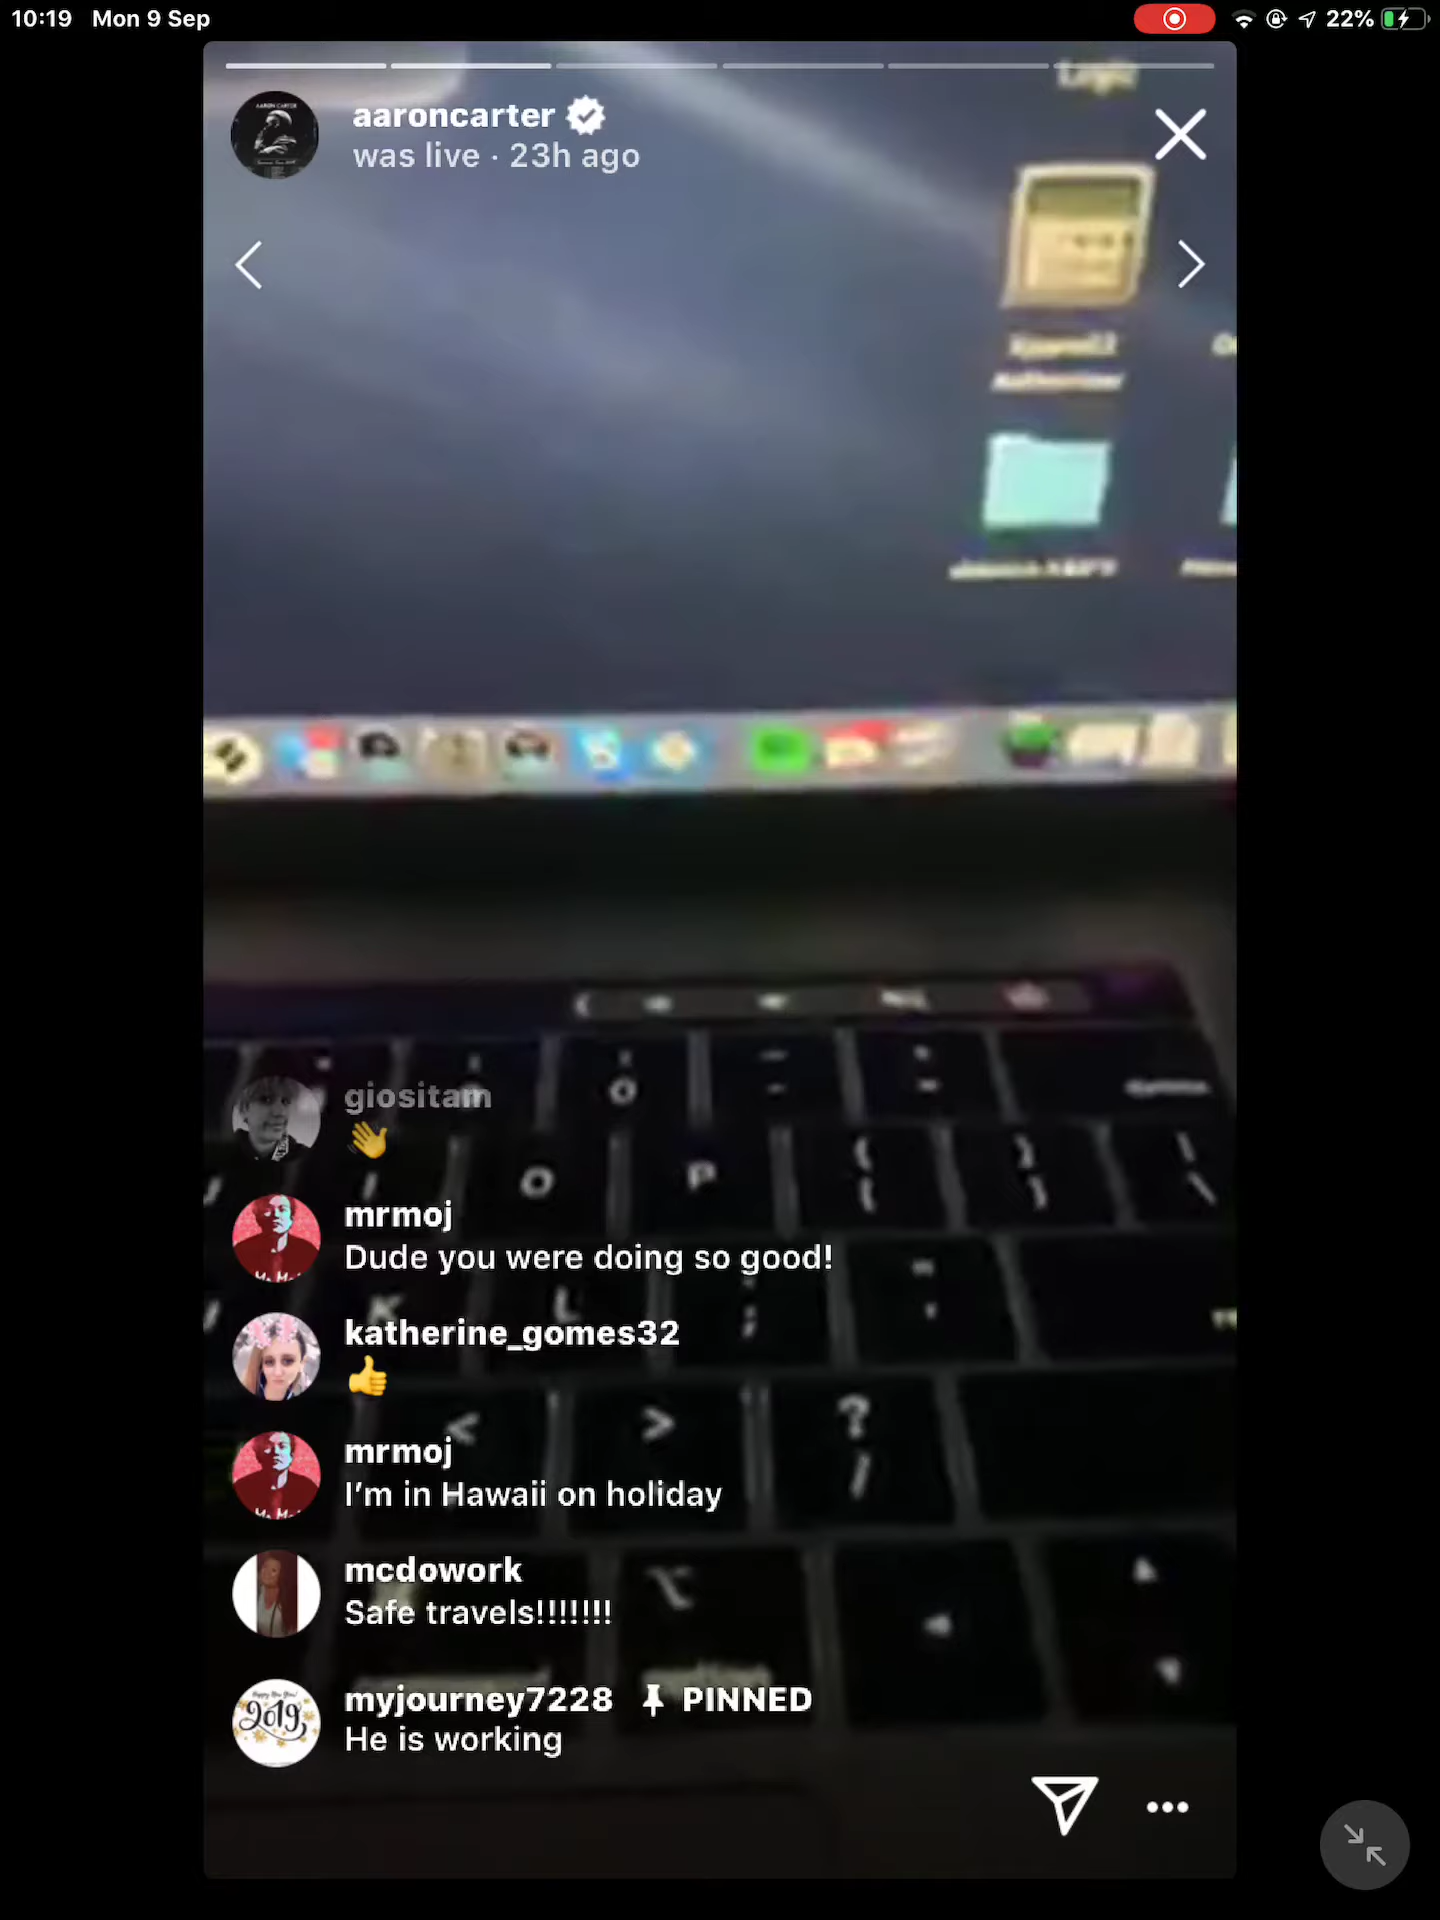 10:19 Mon 9 Sep
22%
Logic
aaroncarter
was live · 23h ago
giositam
👋
mrmoj
Dude you were doing so good!
katherine_gomes32
👍
mrmoj
I'm in Hawaii on holiday
mcdowork
Safe travels!!!!!!!
myjourney7228 PINNED
He is working
O P
K L ;
< > ? /